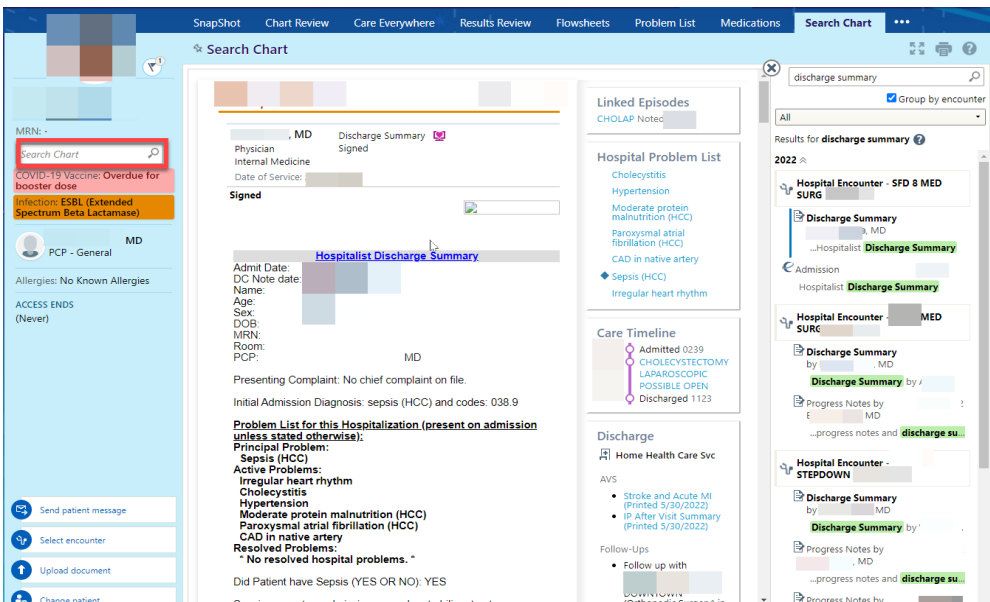 SnapShot Chart Review Care Everywhere Results Review Flowsheets Problem List Medications Search Chart •••
Search Chart
1
MRN: -
Search Chart
COVID-19 Vaccine: Overdue for
booster dose
Infection: ESBL (Extended
Spectrum Beta Lactamase)
MD
PCP - General
Allergies: No Known Allergies
ACCESS ENDS
(Never)
Send patient message
Select encounter
Upload document
Change patient
, MD
Physician
Internal Medicine
Discharge Summary
Signed
Date of Service:
Signed
Hospitalist Discharge Summary
Admit Date:
DC Note date:
Name:
Age:
Sex:
DOB:
MRN:
Room:
PCP: MD
Presenting Complaint: No chief complaint on file.
Initial Admission Diagnosis: sepsis (HCC) and codes: 038.9
Problem List for this Hospitalization (present on admission
unless stated otherwise):
Principal Problem:
Sepsis (HCC)
Active Problems:
Irregular heart rhythm
Cholecystitis
Hypertension
Moderate protein malnutrition (HCC)
Paroxysmal atrial fibrillation (HCC)
CAD in native artery
Resolved Problems:
* No resolved hospital problems. *
Did Patient have Sepsis (YES OR NO): YES
Linked Episodes
CHOLAP Noted
Hospital Problem List
Cholecystitis
Hypertension
Moderate protein
malnutrition (HCC)
Paroxysmal atrial
fibrillation (HCC)
CAD in native artery
Sepsis (HCC)
Irregular heart rhythm
Care Timeline
Admitted 0239
CHOLECYSTECTOMY
LAPAROSCOPIC
POSSIBLE OPEN
Discharged 1123
Discharge
Home Health Care Svc
AVS
• Stroke and Acute MI
(Printed 5/30/2022)
• IP After Visit Summary
(Printed 5/30/2022)
Follow-Ups
• Follow up with
DOWNTOWN
(Orthopedic Surgery) in
discharge summary
Group by encounter
All
Results for discharge summary
2022
Hospital Encounter - SFD 8 MED
SURG
Discharge Summary
, MD
...Hospitalist Discharge Summary
Admission
Hospitalist Discharge Summary
Hospital Encounter - MED
SURG
Discharge Summary
by , MD
Discharge Summary by
Progress Notes by
MD
...progress notes and discharge su...
Hospital Encounter -
STEPDOWN
Discharge Summary
by MD
Discharge Summary by
Progress Notes by
, MD
...progress notes and discharge su...
Progress Notes by